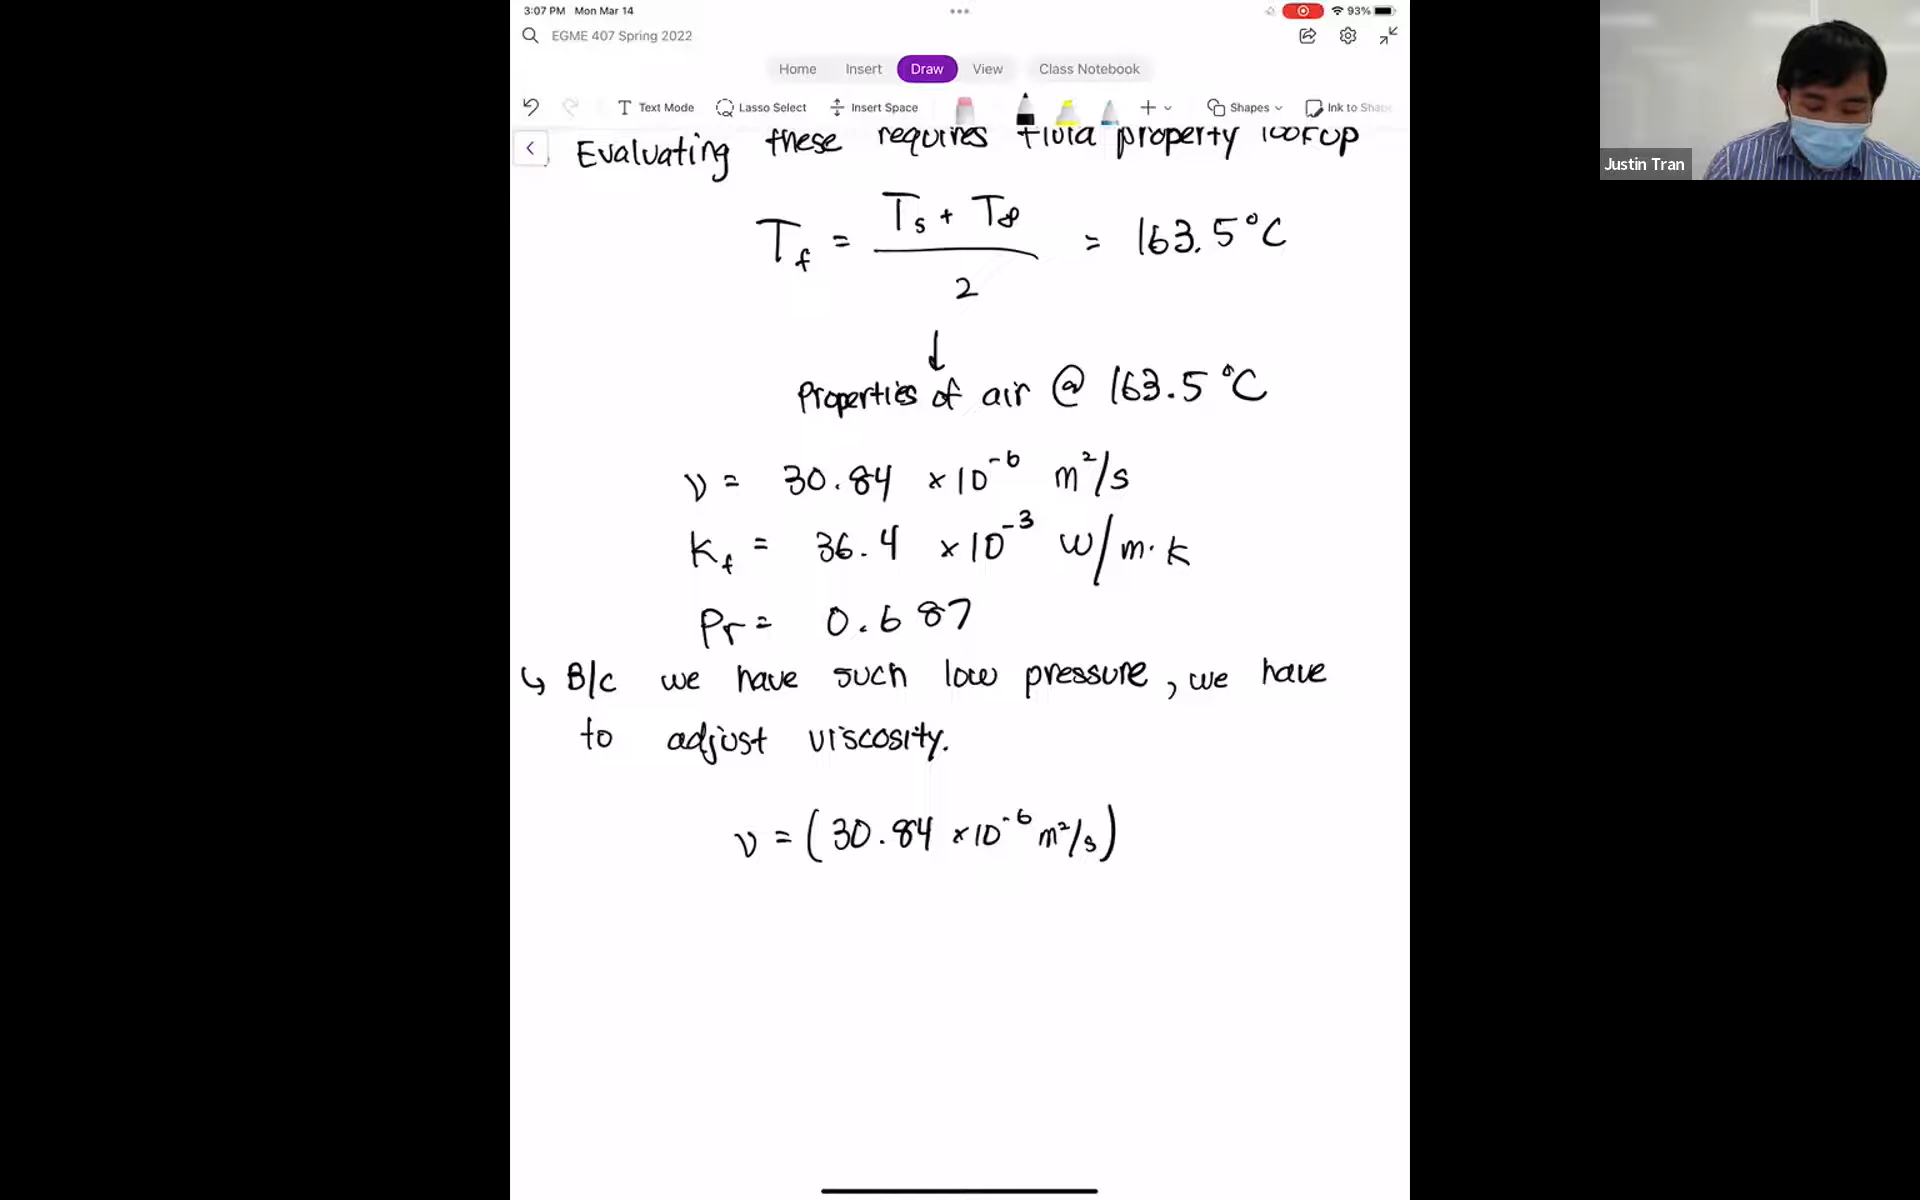 3:07 PM Mon Mar 14
93%
EGME 407 Spring 2022
Home Insert Draw View Class Notebook
Text Mode Lasso Select Insert Space Shapes Ink to Shape
Evaluating these requires fluid property lookup
T_f = (T_s + T_∞) / 2 = 163.5 °C
↓
Properties of air @ 163.5 °C
ν = 30.84 ×10^-6 m²/s
K_f = 36.4 ×10^-3 W/m·K
Pr = 0.687
↳ B/c we have such low pressure, we have
to adjust viscosity.
ν = (30.84 ×10^-6 m²/s)
Justin Tran